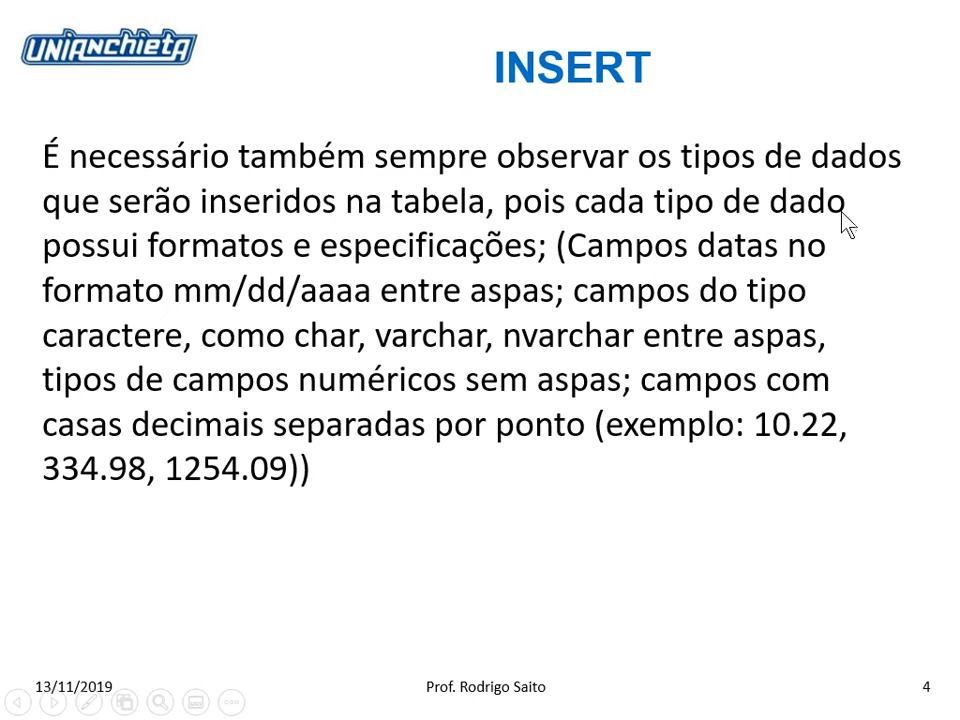 UNIANCHIETA
INSERT
É necessário também sempre observar os tipos de dados
que serão inseridos na tabela, pois cada tipo de dado
possui formatos e especificações; (Campos datas no
formato mm/dd/aaaa entre aspas; campos do tipo
caractere, como char, varchar, nvarchar entre aspas,
tipos de campos numéricos sem aspas; campos com
casas decimais separadas por ponto (exemplo: 10.22,
334.98, 1254.09))
13/11/2019
Prof. Rodrigo Saito
4